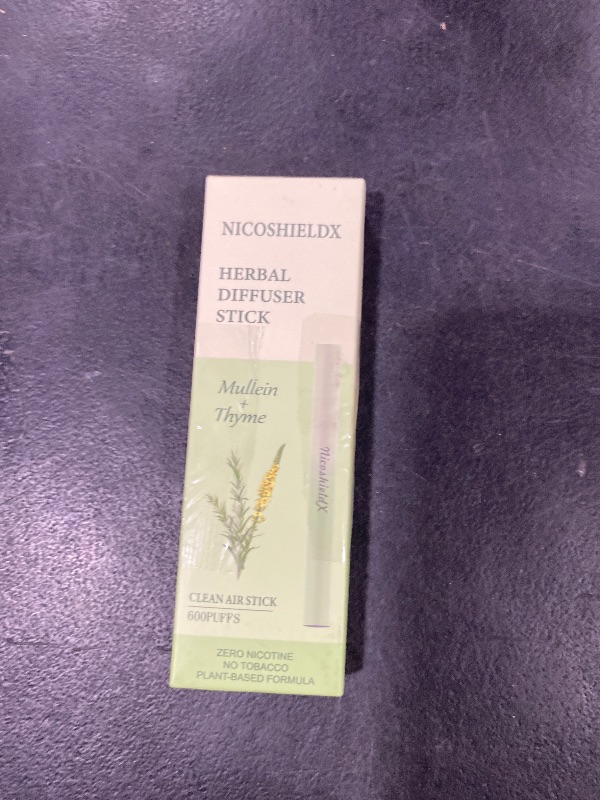 NICOSHIELDX
HERBAL
DIFFUSER
STICK
Mullein
+
Thyme
NicoshieldX
CLEAN AIR STICK
600PUFFS
ZERO NICOTINE
NO TOBACCO
PLANT-BASED FORMULA